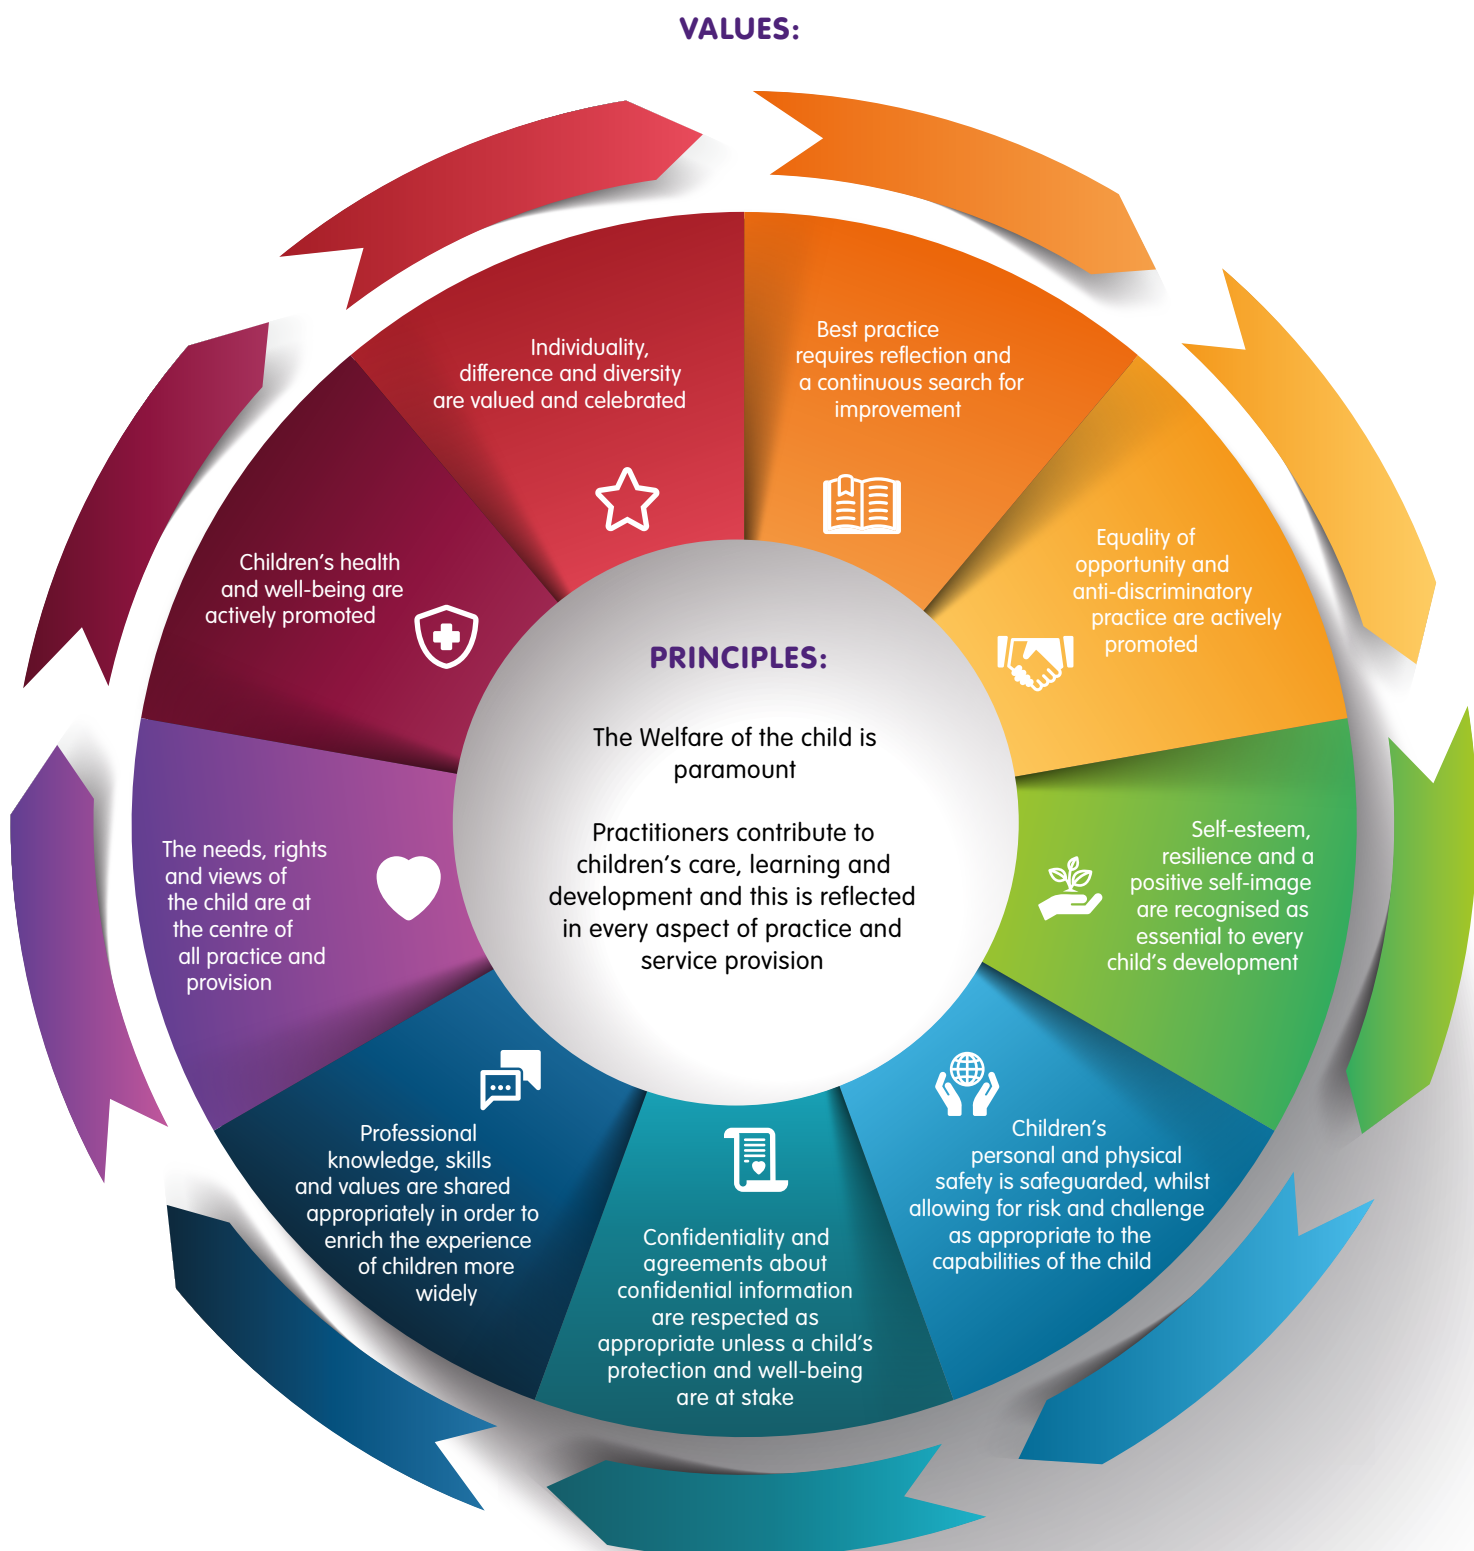 VALUES:
Individuality,
difference and diversity
are valued and celebrated
Best practice
requires reflection and
a continuous search for
improvement
Equality of
opportunity and
anti-discriminatory
practice are actively
promoted
Self-esteem,
resilience and a
positive self-image
are recognised as
essential to every
child's development
Children's
personal and physical
safety is safeguarded, whilst
allowing for risk and challenge
as appropriate to the
capabilities of the child
Confidentiality and
agreements about
confidential information
are respected as
appropriate unless a child's
protection and well-being
are at stake
Professional
knowledge, skills
and values are shared
appropriately in order to
enrich the experience
of children more
widely
The needs, rights
and views of
the child are at
the centre of
all practice and
provision
Children's health
and well-being are
actively promoted
PRINCIPLES:
The Welfare of the child is
paramount
Practitioners contribute to
children's care, learning and
development and this is reflected
in every aspect of practice and
service provision